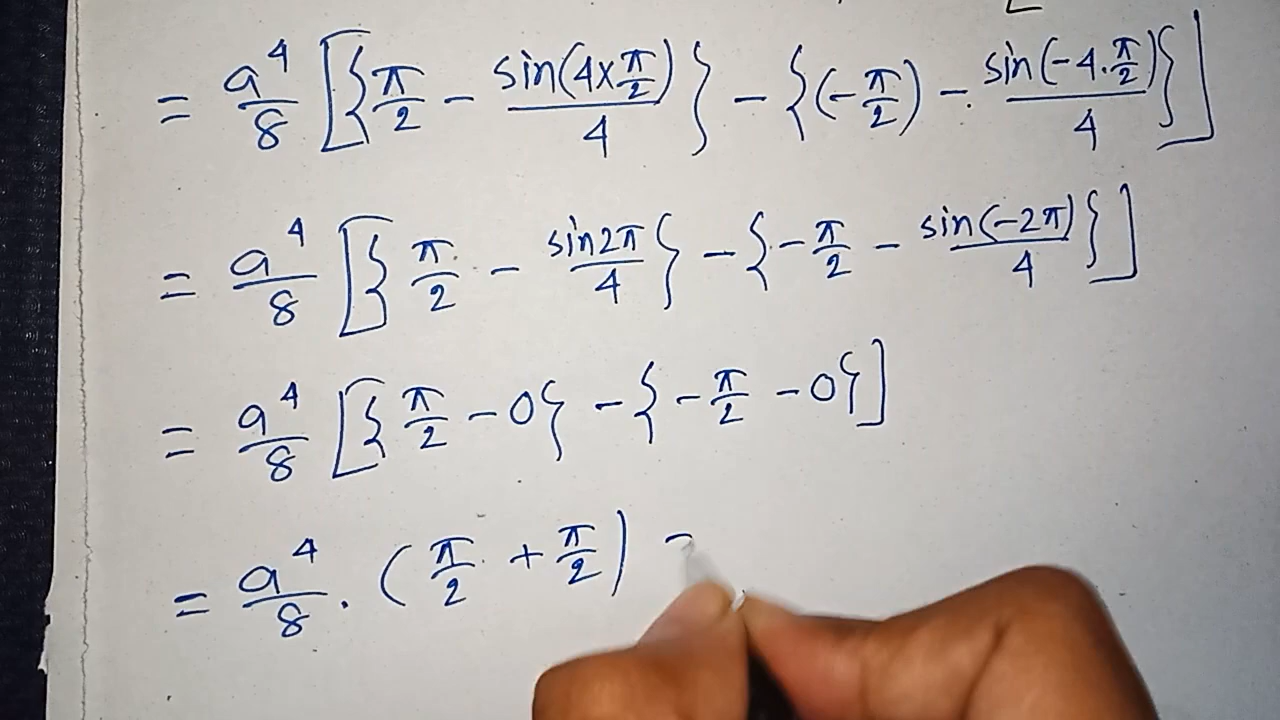 = a⁴/8 [{π/2 - sin(4×π/2)/4} - {(-π/2) - sin(-4.π/2)/4}]
= a⁴/8 [{π/2 - sin2π/4} - {-π/2 - sin(-2π)/4}]
= a⁴/8 [{π/2 - 0} - {-π/2 - 0}]
= a⁴/8 . (π/2 + π/2)